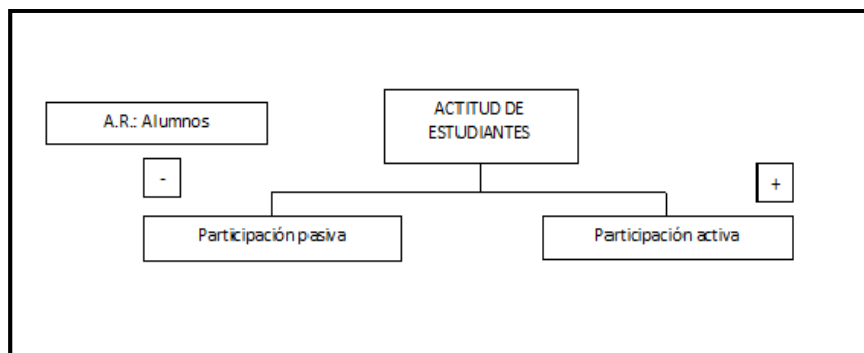 ACTITUD DE
ESTUDIANTES
A.R.: Alumnos
-
+
Participación pasiva
Participación activa